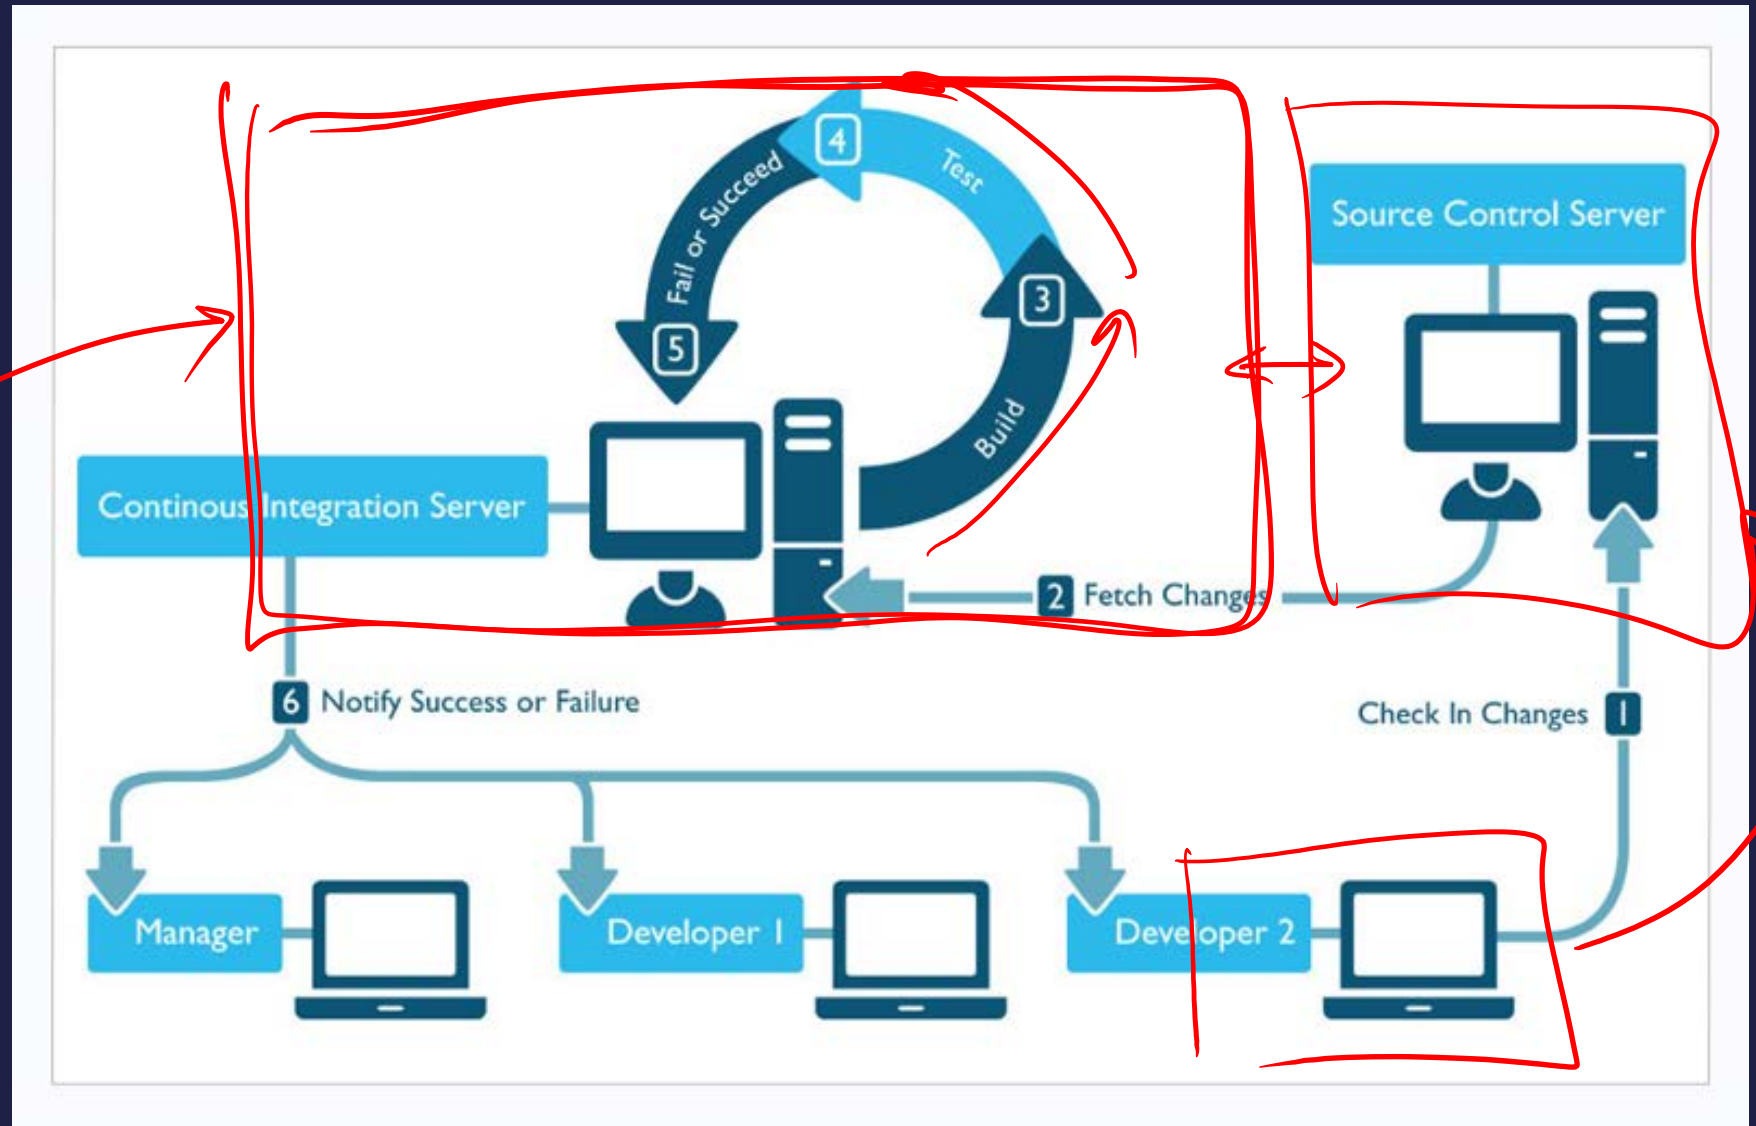 4
Test
Fail or Succeed
Source Control Server
3
5
Build
Continous Integration Server
2 Fetch Changes
6 Notify Success or Failure
Check In Changes 1
Manager
Developer 1
Developer 2